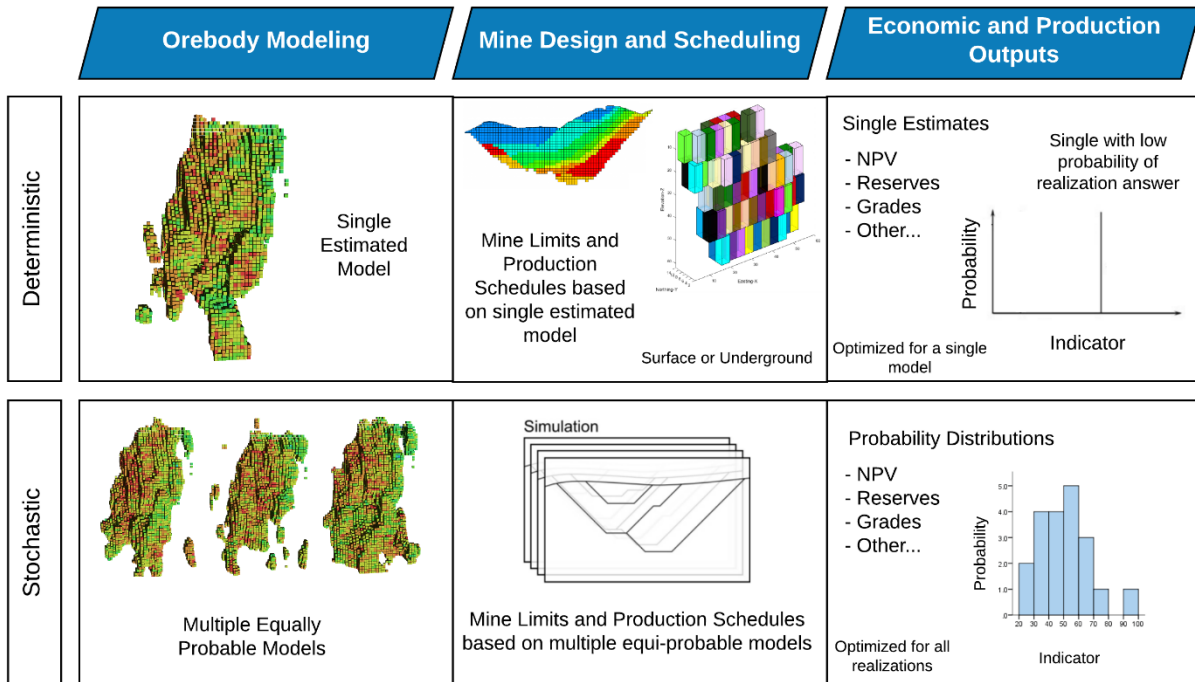 Orebody Modeling
Mine Design and Scheduling
Economic and Production
Outputs
Deterministic
Single
Estimated
Model
Mine Limits and
Production
Schedules based
on single estimated
model
Surface or Underground
Single Estimates
- NPV
- Reserves
- Grades
- Other...
Single with low
probability of
realization answer
Probability
Indicator
Optimized for a single
model
Stochastic
Multiple Equally
Probable Models
Simulation
Mine Limits and Production Schedules
based on multiple equi-probable models
Probability Distributions
- NPV
- Reserves
- Grades
- Other...
Probability
5.0
4.0
3.0
2.0
1.0
0
20 30 40 50 60 70 80 90 100
Indicator
Optimized for all
realizations